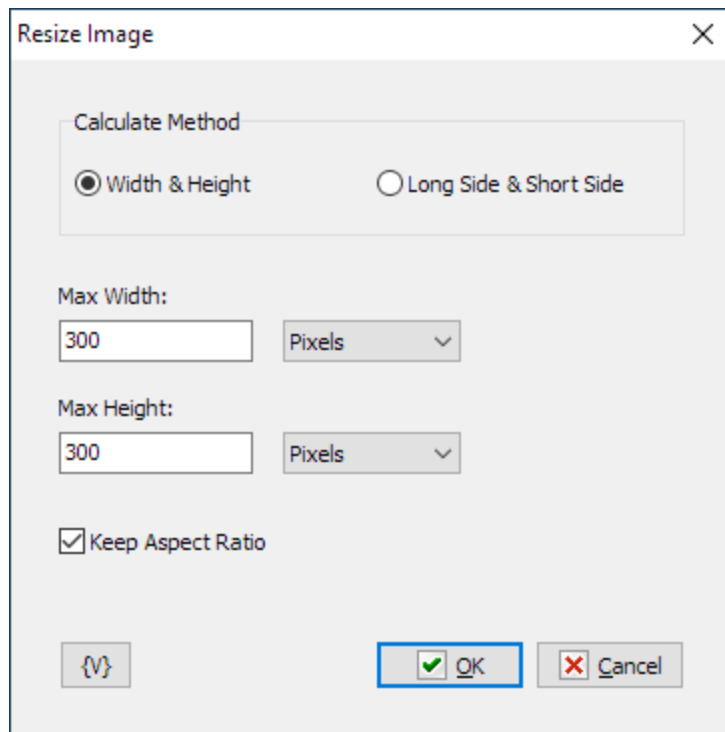 Resize Image
Calculate Method
Width & Height Long Side & Short Side
Max Width:
300 Pixels
Max Height:
300 Pixels
Keep Aspect Ratio
{V} OK Cancel